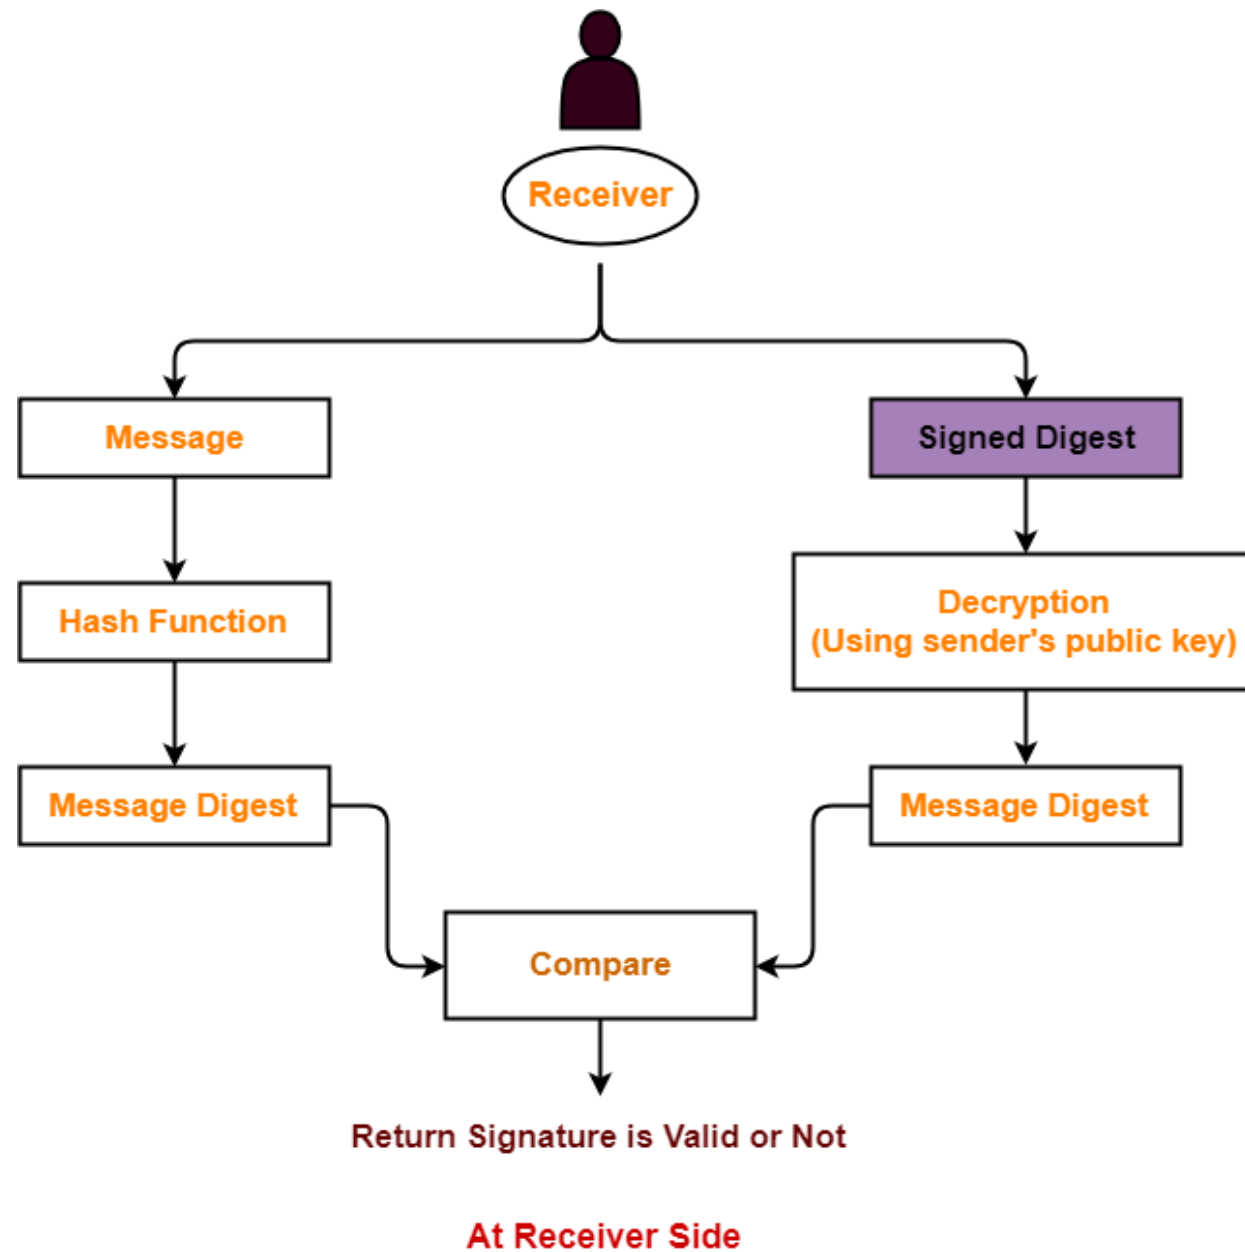 Receiver
Message
Signed Digest
Hash Function
Decryption
(Using sender's public key)
Message Digest
Message Digest
Compare
Return Signature is Valid or Not
At Receiver Side